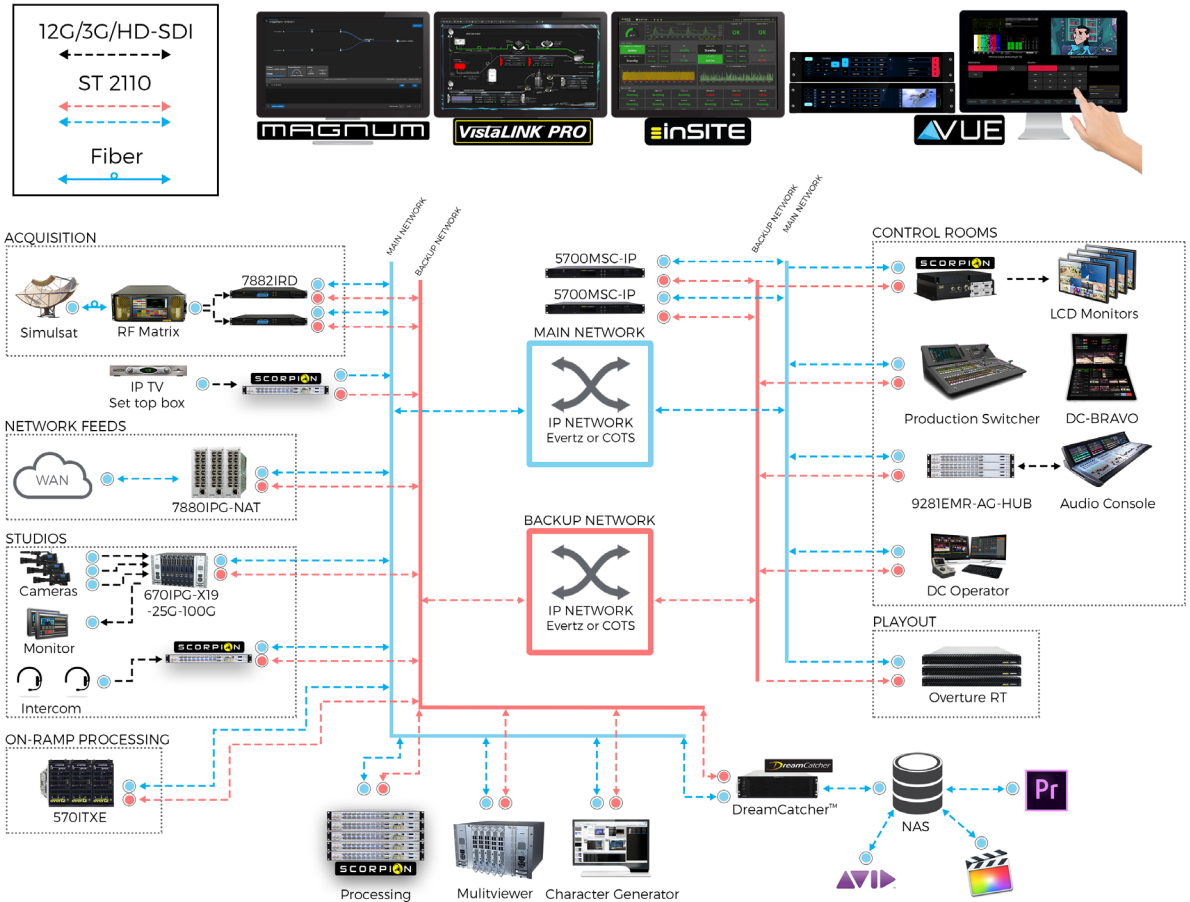 12G/3G/HD-SDI
ST 2110
Fiber
MAGNUM
VistaLINK PRO
inSITE
VUE
MAIN NETWORK
BACKUP NETWORK
BACKUP NETWORK
MAIN NETWORK
ACQUISITION
Simulsat
RF Matrix
7882IRD
IP TV
Set top box
SCORPION
NETWORK FEEDS
WAN
7880IPG-NAT
STUDIOS
Cameras
670IPG-X19
-25G-100G
Monitor
SCORPION
Intercom
ON-RAMP PROCESSING
570ITXE
5700MSC-IP
5700MSC-IP
MAIN NETWORK
IP NETWORK
Evertz or COTS
BACKUP NETWORK
IP NETWORK
Evertz or COTS
CONTROL ROOMS
SCORPION
LCD Monitors
Production Switcher
DC-BRAVO
9281EMR-AG-HUB
Audio Console
DC Operator
PLAYOUT
Overture RT
SCORPION
Processing
Mulitviewer
Character Generator
DreamCatcher
DreamCatcher™
NAS
Pr
AVID